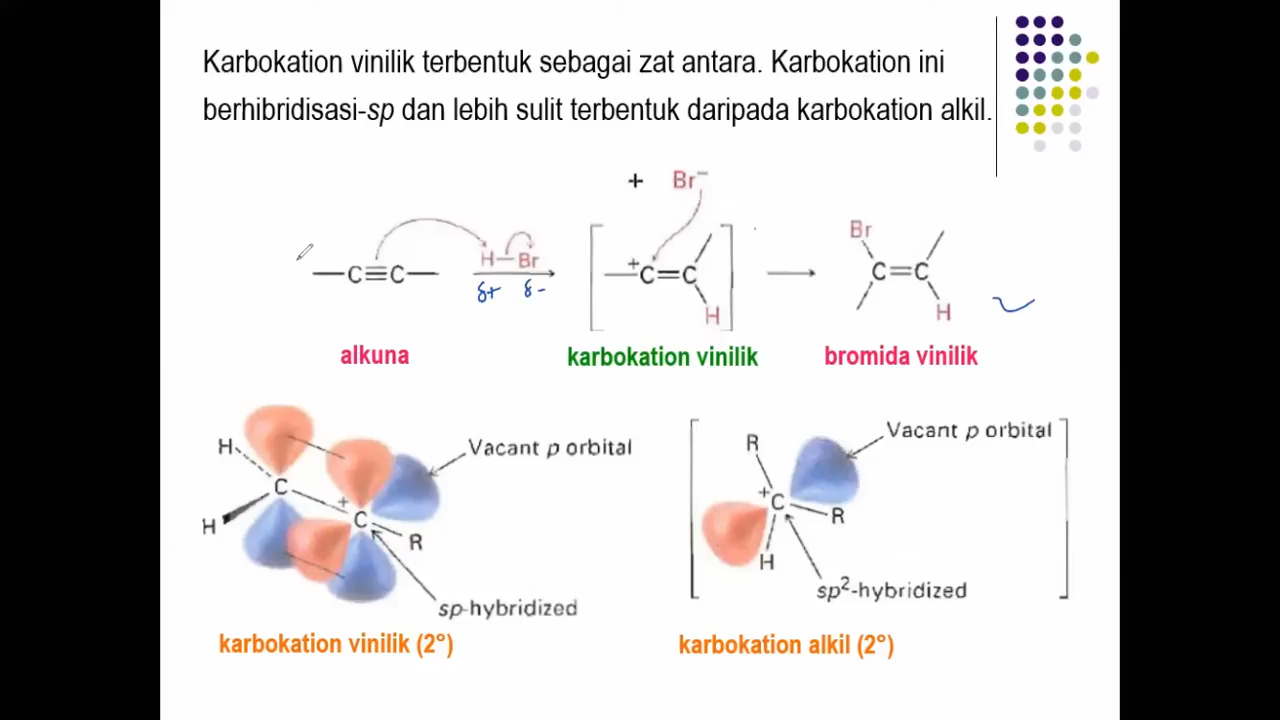 Karbokation vinilik terbentuk sebagai zat antara. Karbokation ini
berhibridisasi-sp dan lebih sulit terbentuk daripada karbokation alkil.
+ Br⁻
—C≡C—
H—Br
δ+ δ-
+
—C=C
H
Br
C=C
H
alkuna
karbokation vinilik
bromida vinilik
H
C
H
+
C
R
Vacant p orbital
sp-hybridized
karbokation vinilik (2°)
R
+
C
R
H
Vacant p orbital
sp²-hybridized
karbokation alkil (2°)